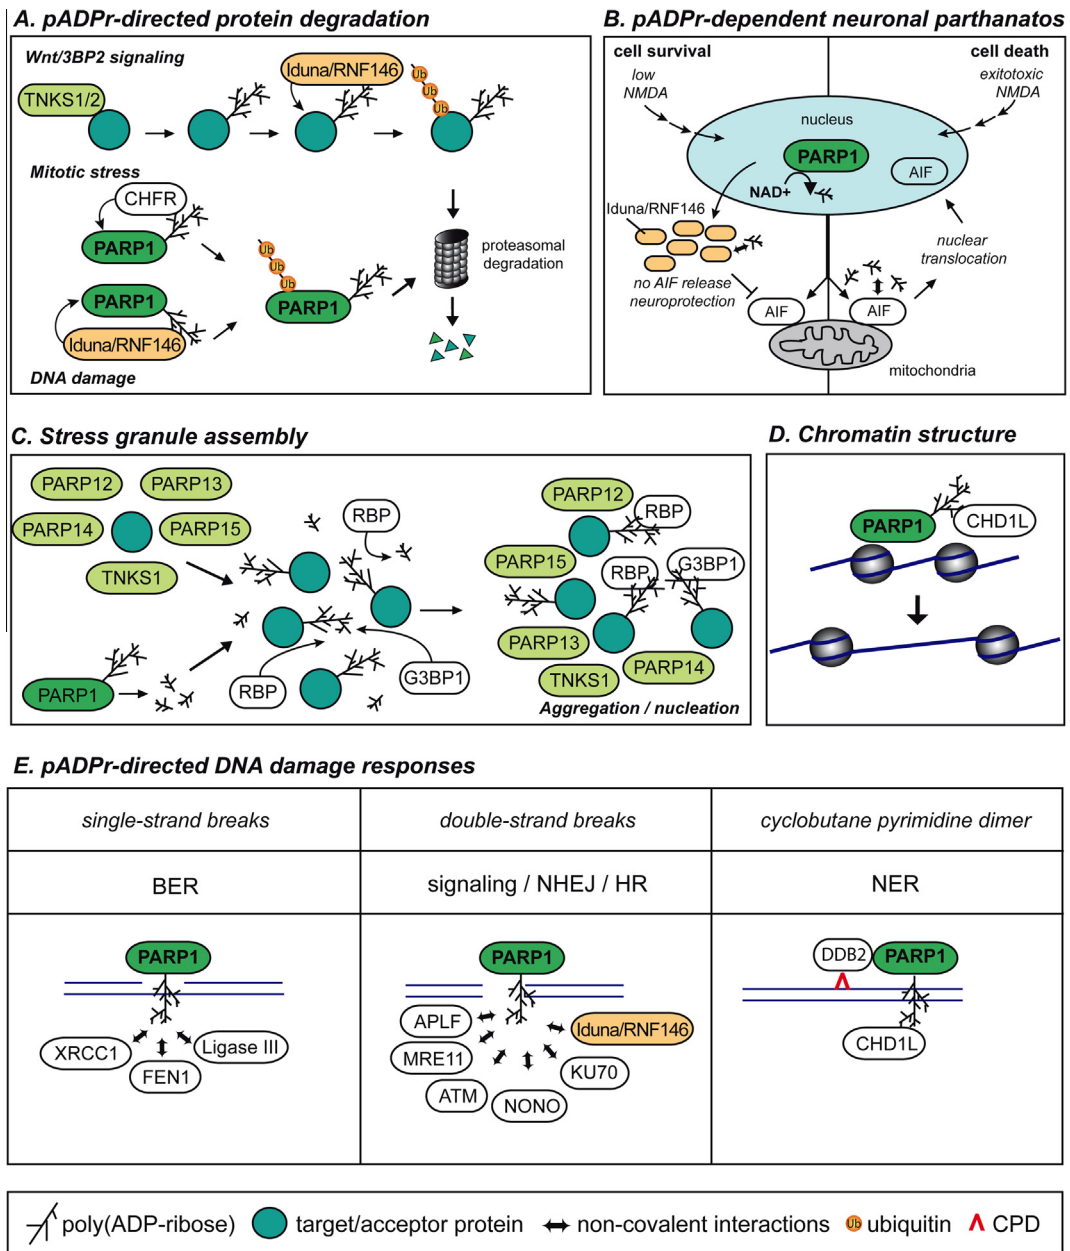 A. pADPr-directed protein degradation
Wnt/3BP2 signaling
TNKS1/2
Iduna/RNF146
Ub
Ub
Ub
Mitotic stress
CHFR
PARP1
PARP1
Iduna/RNF146
DNA damage
Ub
Ub
Ub
PARP1
proteasomal
degradation
B. pADPr-dependent neuronal parthanatos
cell survival
cell death
low
NMDA
exitotoxic
NMDA
nucleus
PARP1
NAD+
AIF
Iduna/RNF146
no AIF release
neuroprotection
nuclear
translocation
AIF
AIF
mitochondria
C. Stress granule assembly
PARP12
PARP13
PARP14
PARP15
TNKS1
PARP1
RBP
RBP
G3BP1
PARP12
RBP
PARP15
RBP
G3BP1
PARP13
PARP14
TNKS1
Aggregation / nucleation
D. Chromatin structure
PARP1
CHD1L
E. pADPr-directed DNA damage responses
single-strand breaks
double-strand breaks
cyclobutane pyrimidine dimer
BER
signaling / NHEJ / HR
NER
PARP1
XRCC1
FEN1
Ligase III
PARP1
APLF
MRE11
ATM
NONO
KU70
Iduna/RNF146
DDB2
PARP1
CHD1L
poly(ADP-ribose)
target/acceptor protein
non-covalent interactions
Ub
ubiquitin
CPD